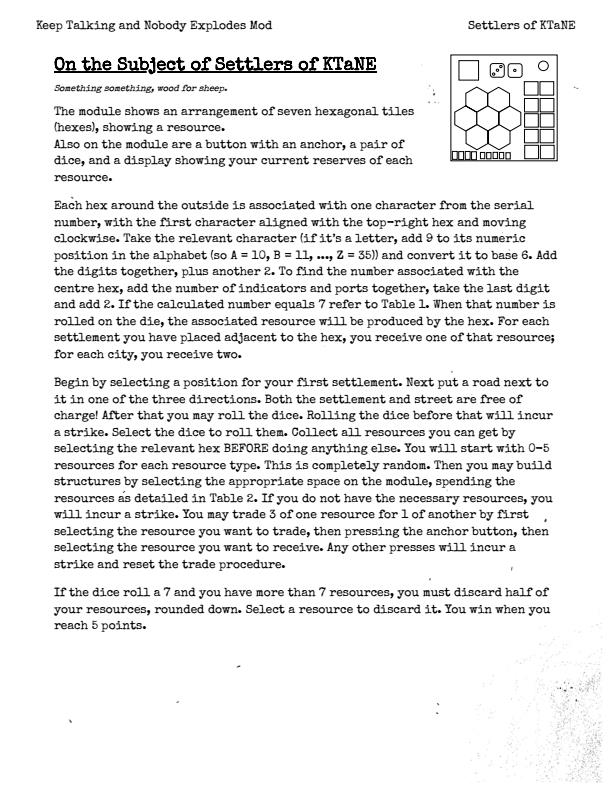 Keep Talking and Nobody Explodes Mod
Settlers of KTaNE
On the Subject of Settlers of KTaNE
Something something, wood for sheep.
The module shows an arrangement of seven hexagonal tiles
(hexes), showing a resource.
Also on the module are a button with an anchor, a pair of
dice, and a display showing your current reserves of each
resource.
Each hex around the outside is associated with one character from the serial
number, with the first character aligned with the top-right hex and moving
clockwise. Take the relevant character (if it's a letter, add 9 to its numeric
position in the alphabet (so A = 10, B = 11, ..., Z = 35)) and convert it to base 6. Add
the digits together, plus another 2. To find the number associated with the
centre hex, add the number of indicators and ports together, take the last digit
and add 2. If the calculated number equals 7 refer to Table 1. When that number is
rolled on the die, the associated resource will be produced by the hex. For each
settlement you have placed adjacent to the hex, you receive one of that resource;
for each city, you receive two.
Begin by selecting a position for your first settlement. Next put a road next to
it in one of the three directions. Both the settlement and street are free of
charge! After that you may roll the dice. Rolling the dice before that will incur
a strike. Select the dice to roll them. Collect all resources you can get by
selecting the relevant hex BEFORE doing anything else. You will start with 0-5
resources for each resource type. This is completely random. Then you may build
structures by selecting the appropriate space on the module, spending the
resources as detailed in Table 2. If you do not have the necessary resources, you
will incur a strike. You may trade 3 of one resource for 1 of another by first
selecting the resource you want to trade, then pressing the anchor button, then
selecting the resource you want to receive. Any other presses will incur a
strike and reset the trade procedure.
If the dice roll a 7 and you have more than 7 resources, you must discard half of
your resources, rounded down. Select a resource to discard it. You win when you
reach 5 points.